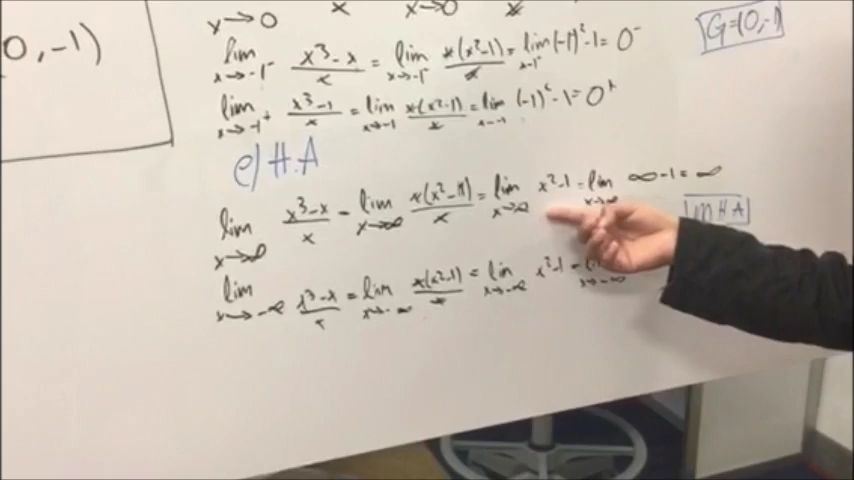 x→0 x x→0 x
0,-1)
G=(0,-1)
lim x→-1⁻ x³-x/x = lim x→-1⁻ x(x²-1)/x = lim x→-1⁻ (-1)²-1=0⁻
lim x→-1⁺ x³-1/x = lim x→-1 x(x²-1)/x = lim x→-1 (-1)²-1=0⁺
e) H.A
lim x→∞ x³-x/x = lim x→∞ x(x²-1)/x = lim x→∞ x²-1 = lim x→∞ ∞-1=∞
H.A
lim x→-∞ x³-x/x = lim x→-∞ x(x²-1)/x = lim x→-∞ x²-1 = x→-∞